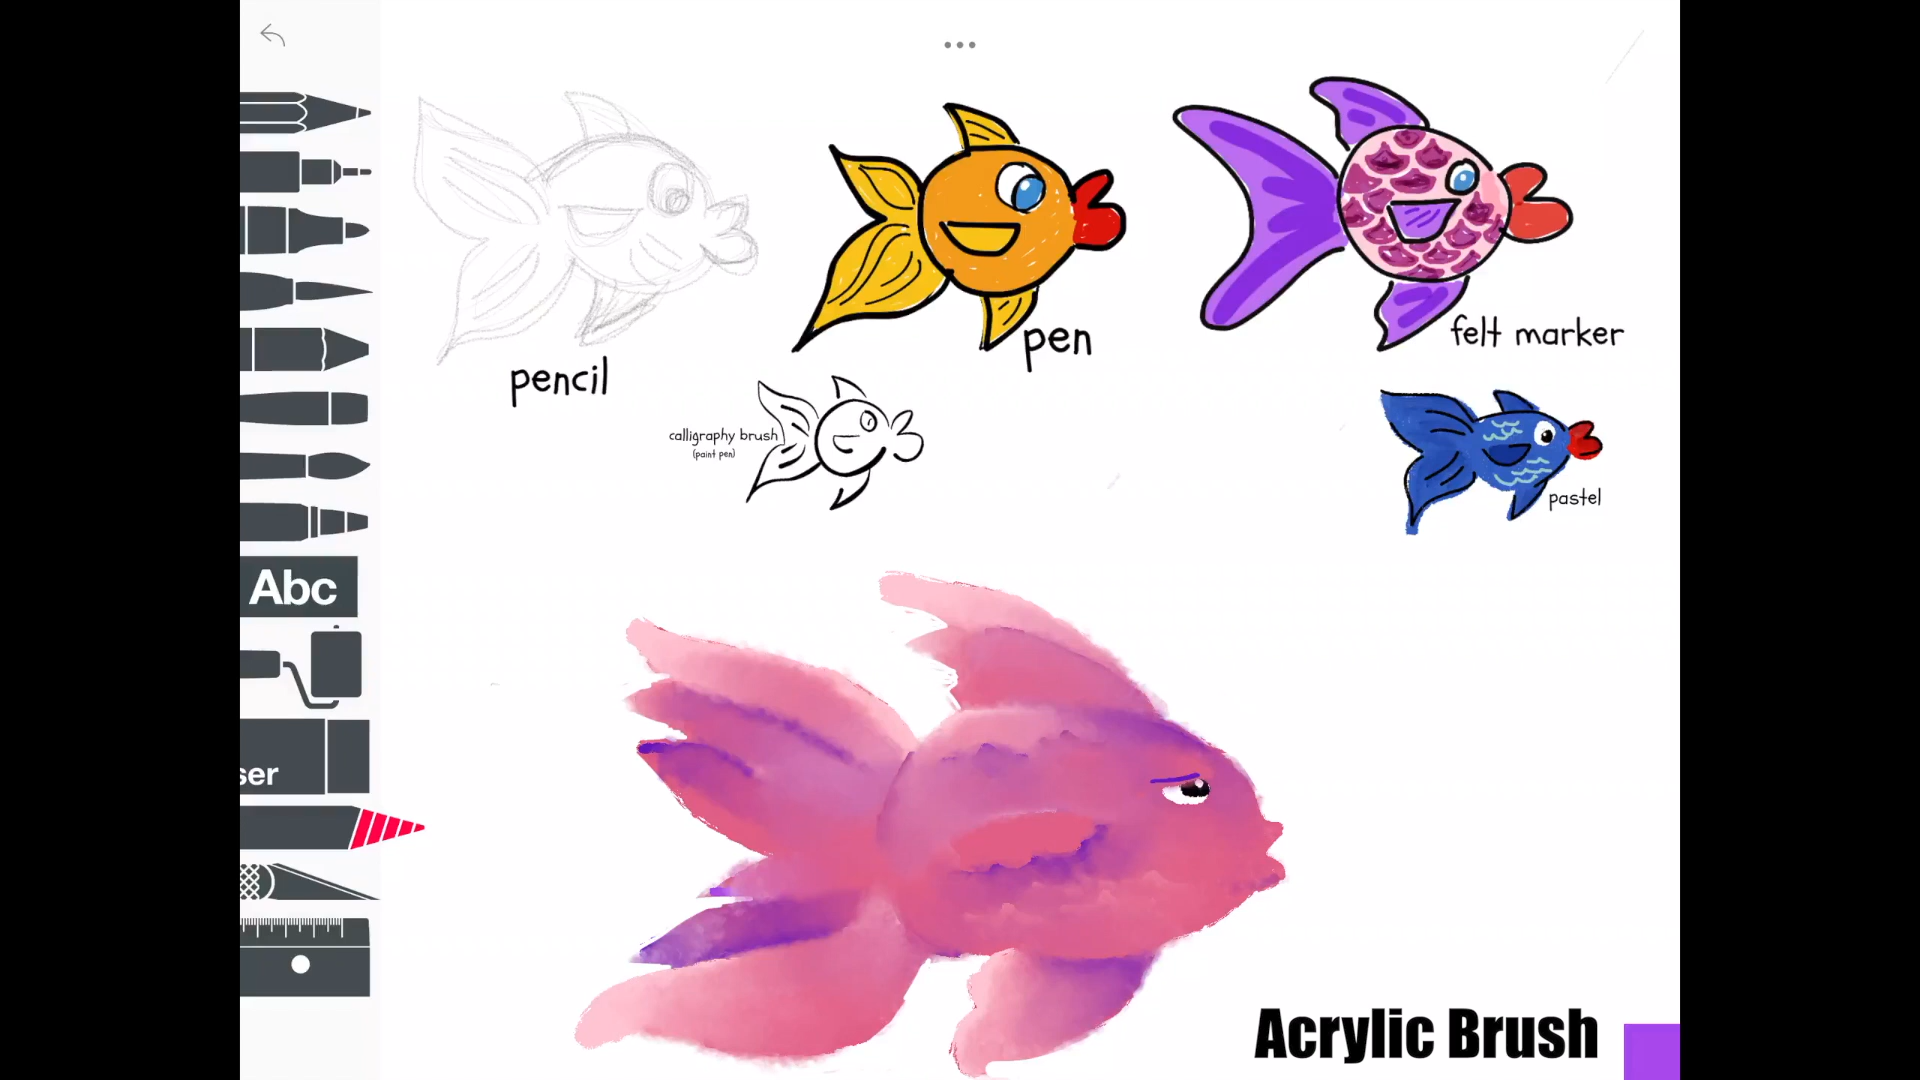 pencil
pen
felt marker
calligraphy brush
(paint pen)
pastel
Abc
ser
Acrylic Brush